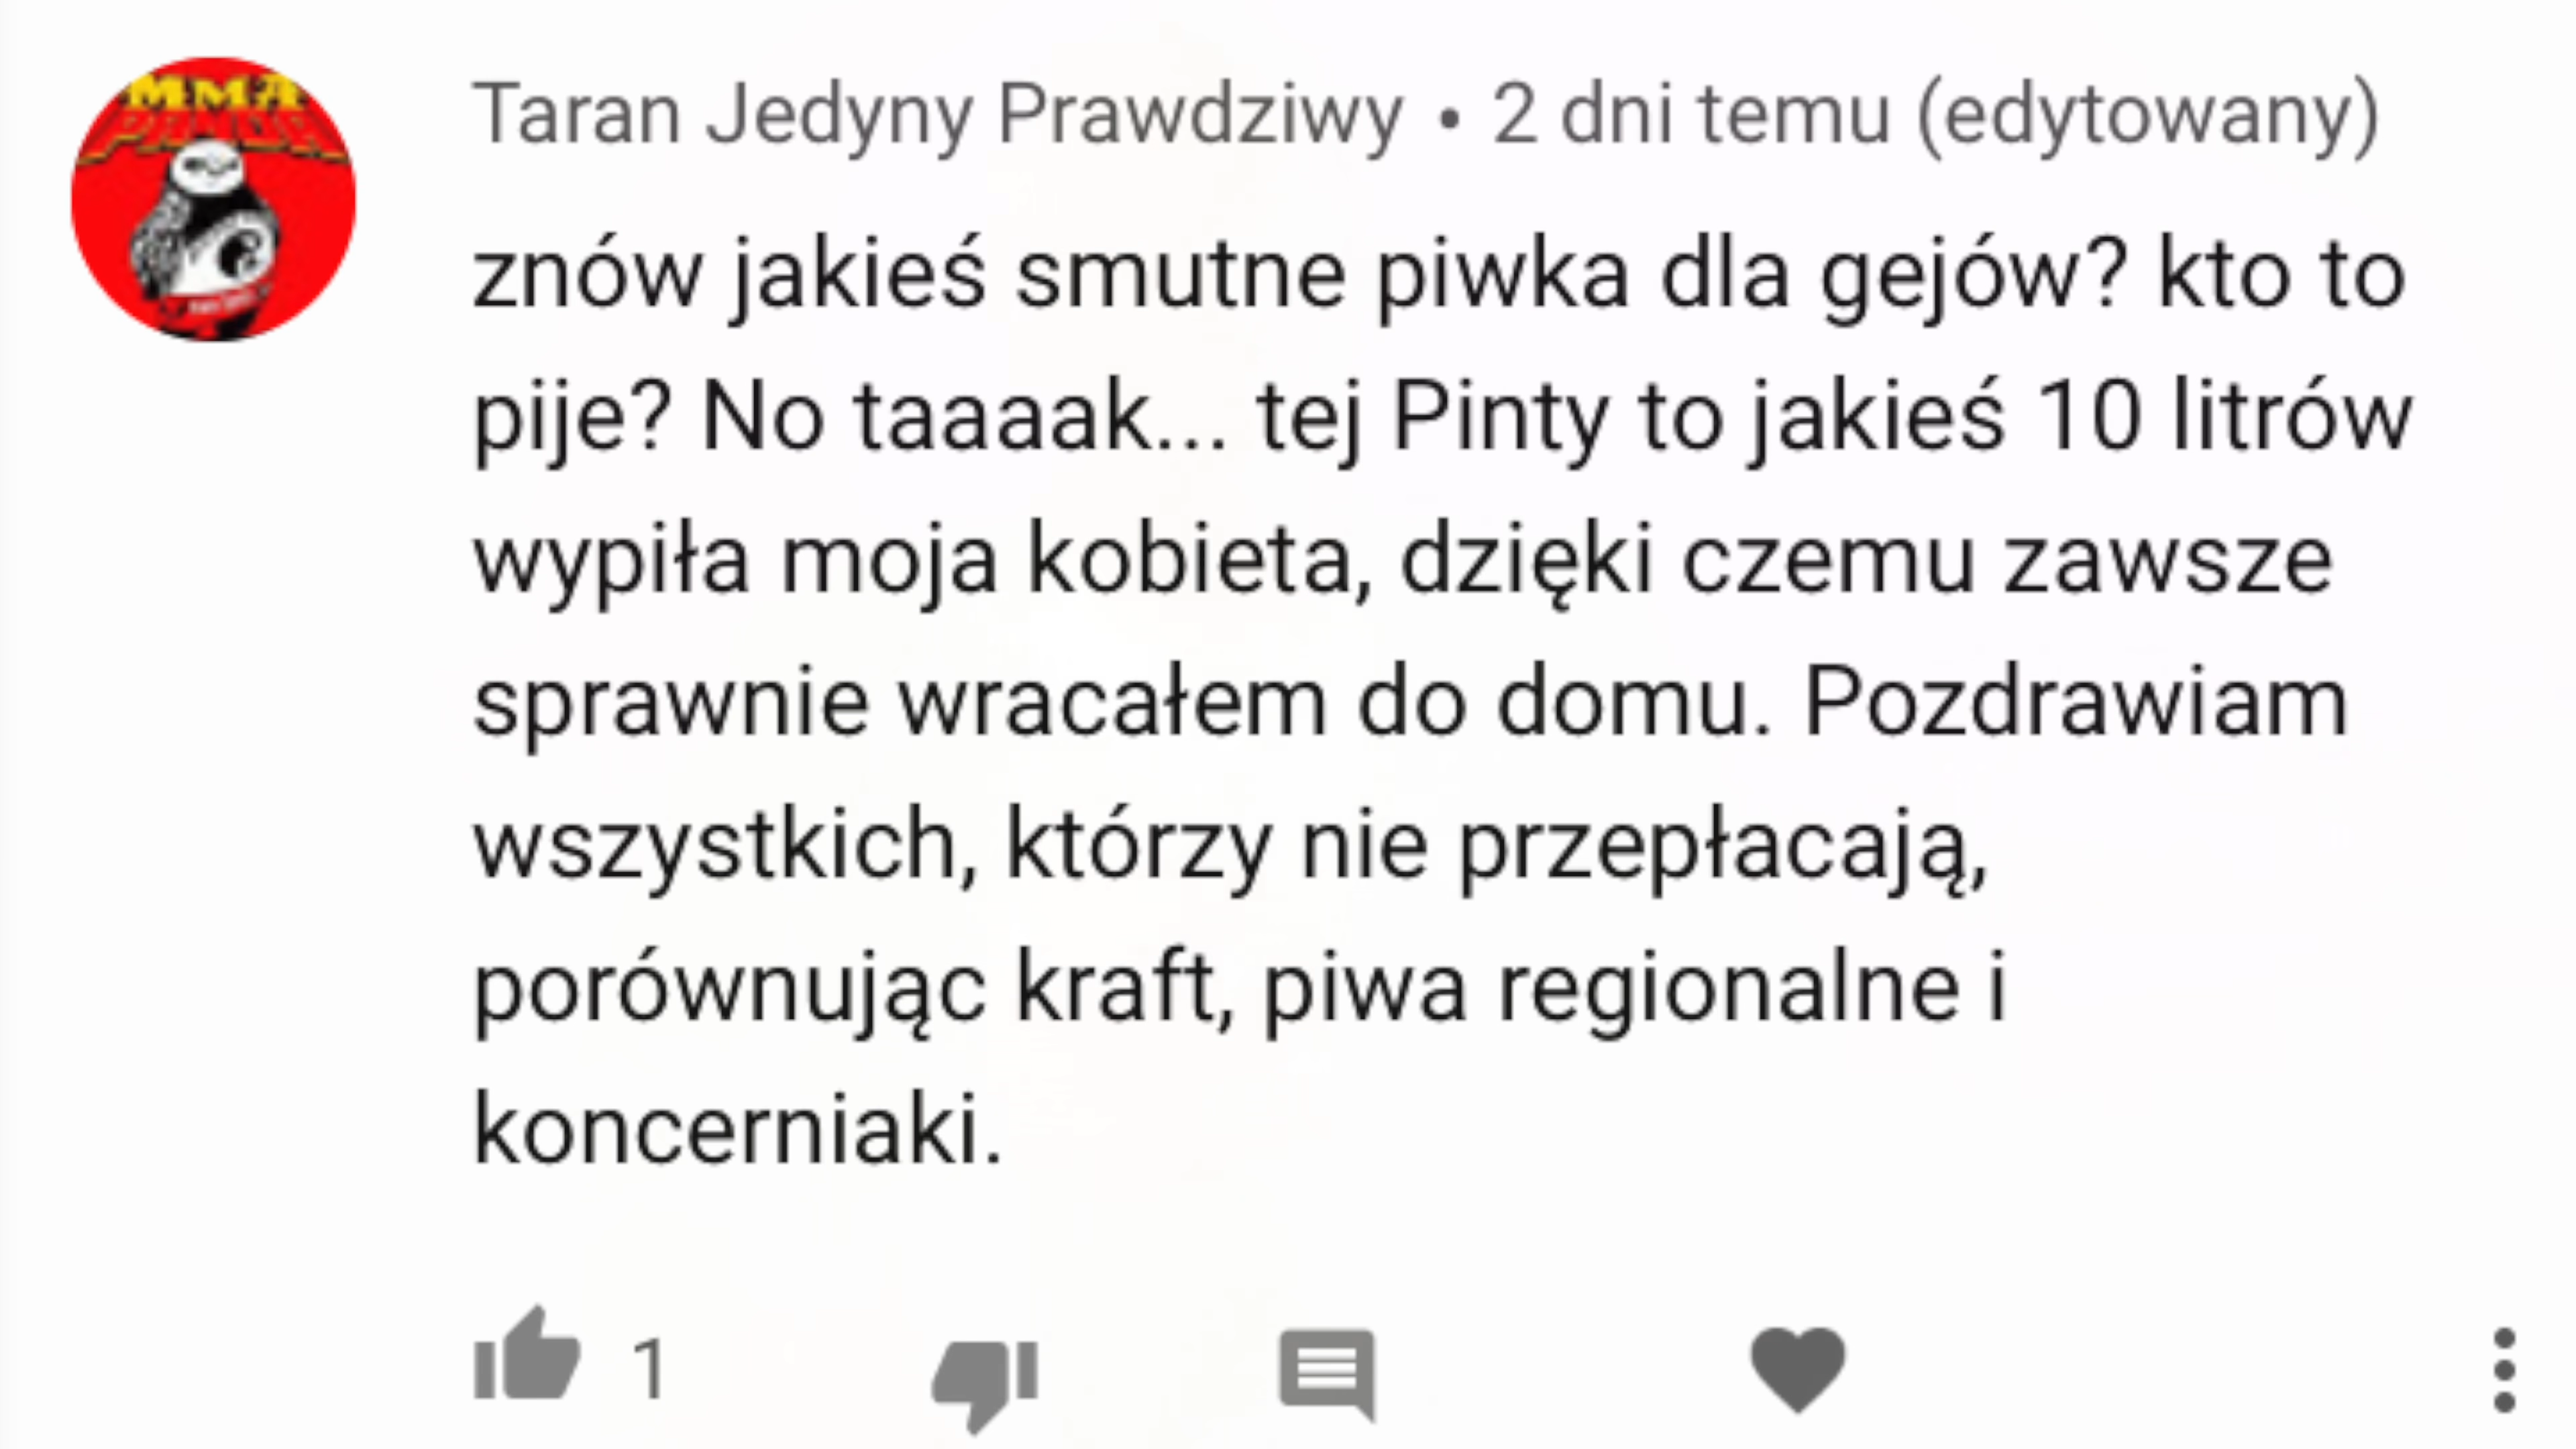 MMA
PANDA
Taran Jedyny Prawdziwy • 2 dni temu (edytowany)
znów jakieś smutne piwka dla gejów? kto to
pije? No taaaak... tej Pinty to jakieś 10 litrów
wypiła moja kobieta, dzięki czemu zawsze
sprawnie wracałem do domu. Pozdrawiam
wszystkich, którzy nie przepłacają,
porównując kraft, piwa regionalne i
koncerniaki.
1